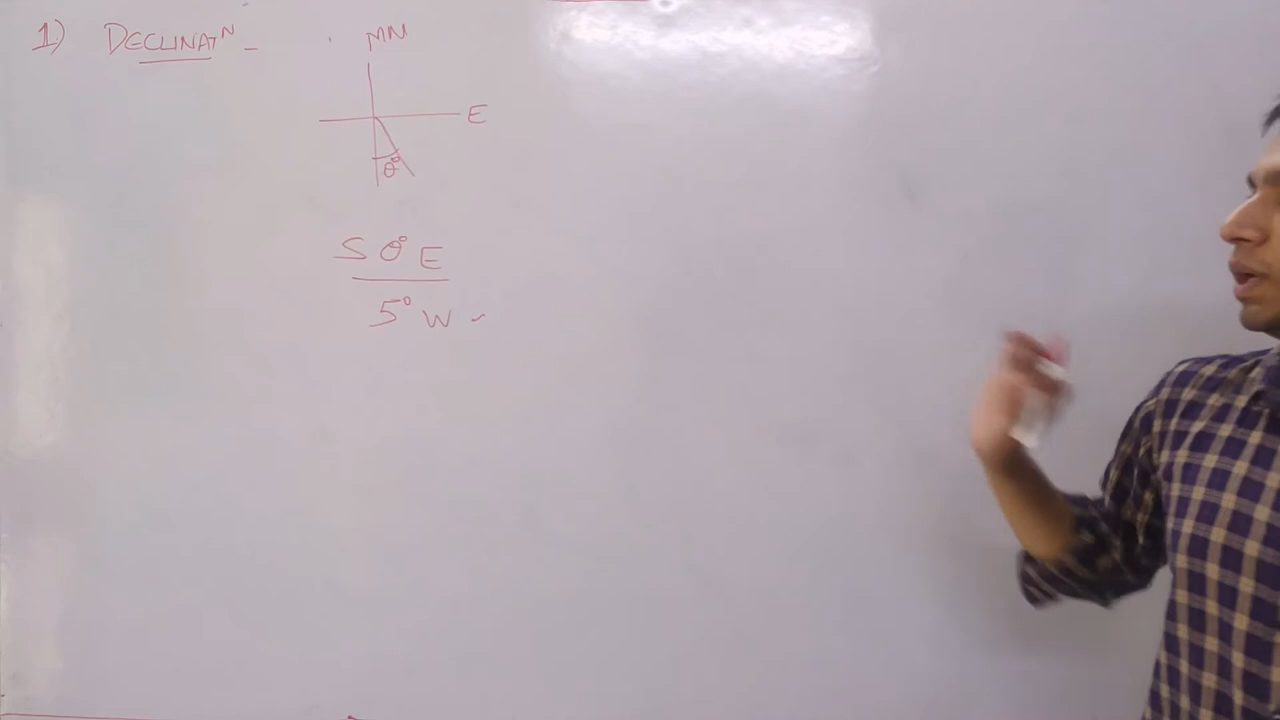 1) DECLINATN -
MN
E
θ°
S θ° E
5° W -